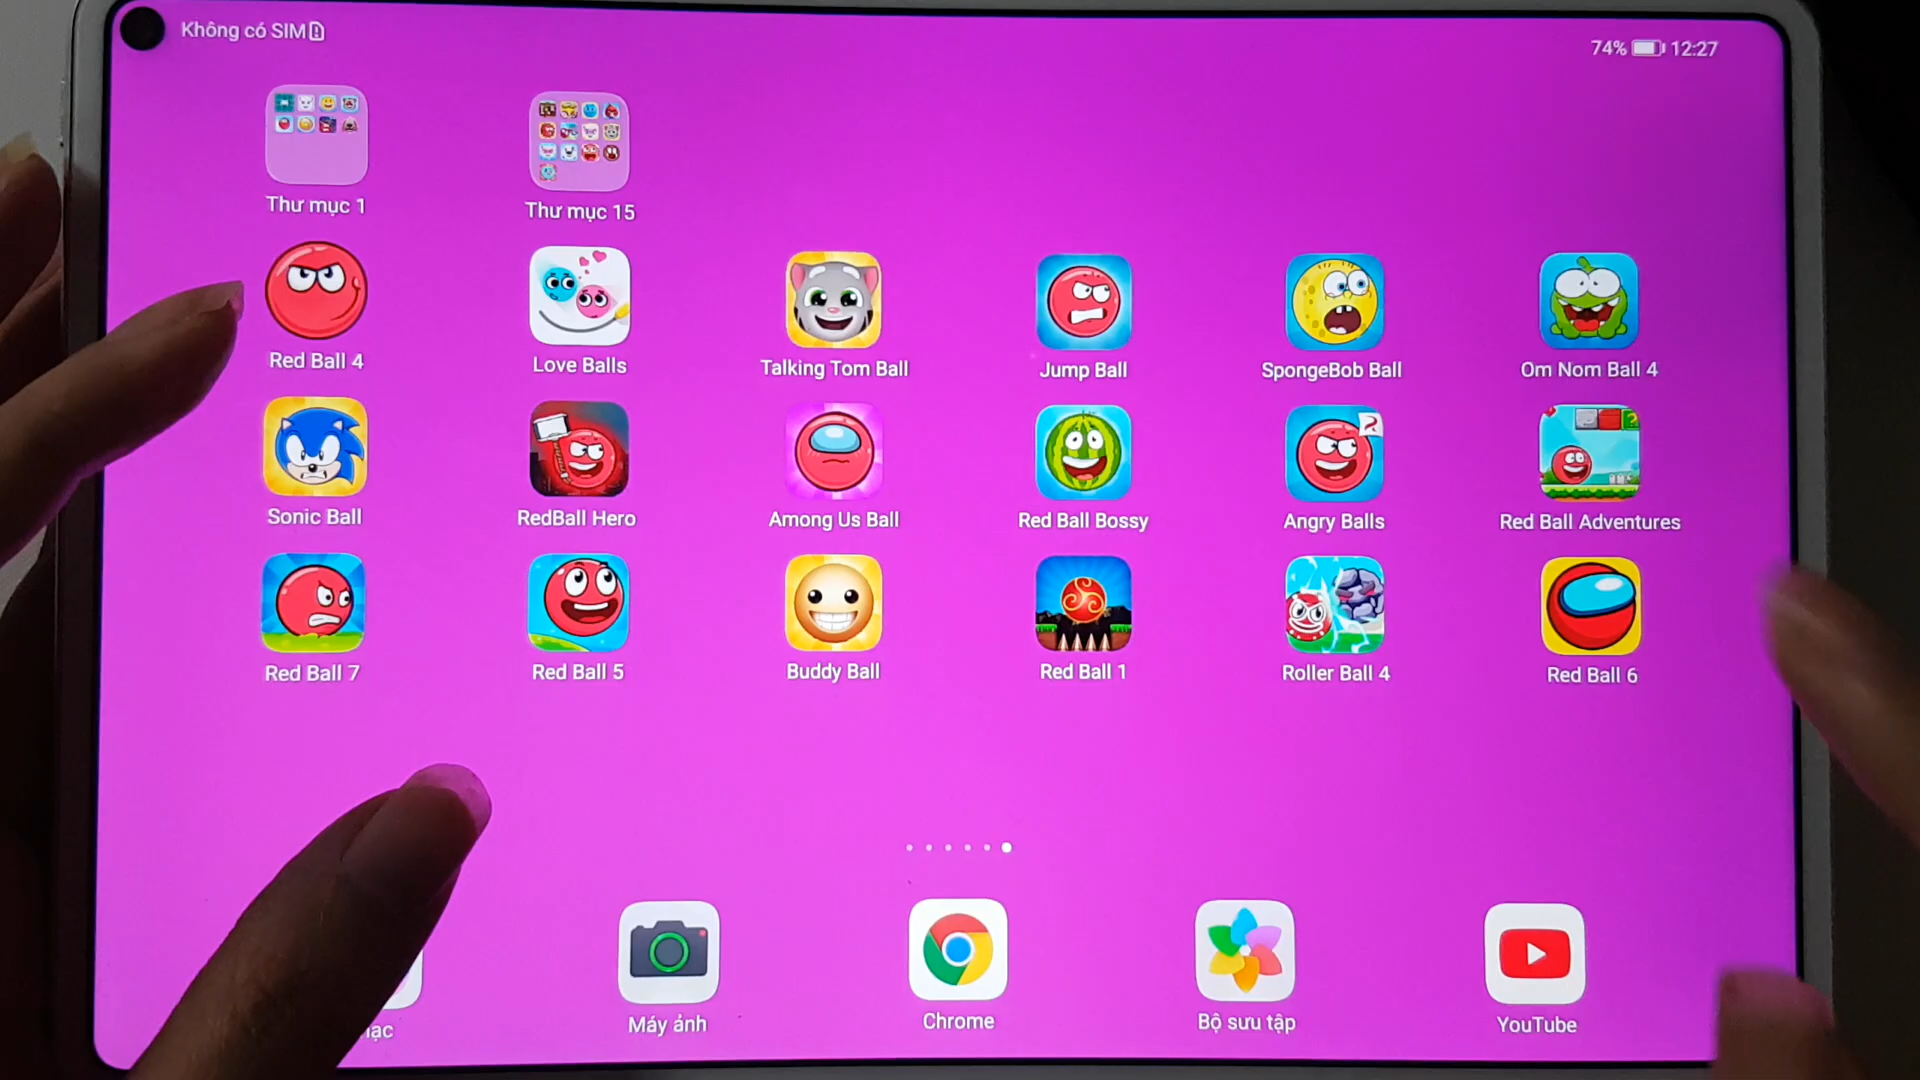 Không có SIM
74% 12:27
Thư mục 1
Thư mục 15
Red Ball 4
Love Balls
Talking Tom Ball
Jump Ball
SpongeBob Ball
Om Nom Ball 4
Sonic Ball
RedBall Hero
Among Us Ball
Red Ball Bossy
Angry Balls
Red Ball Adventures
Red Ball 7
Red Ball 5
Buddy Ball
Red Ball 1
Roller Ball 4
Red Ball 6
Máy ảnh
Chrome
Bộ sưu tập
YouTube